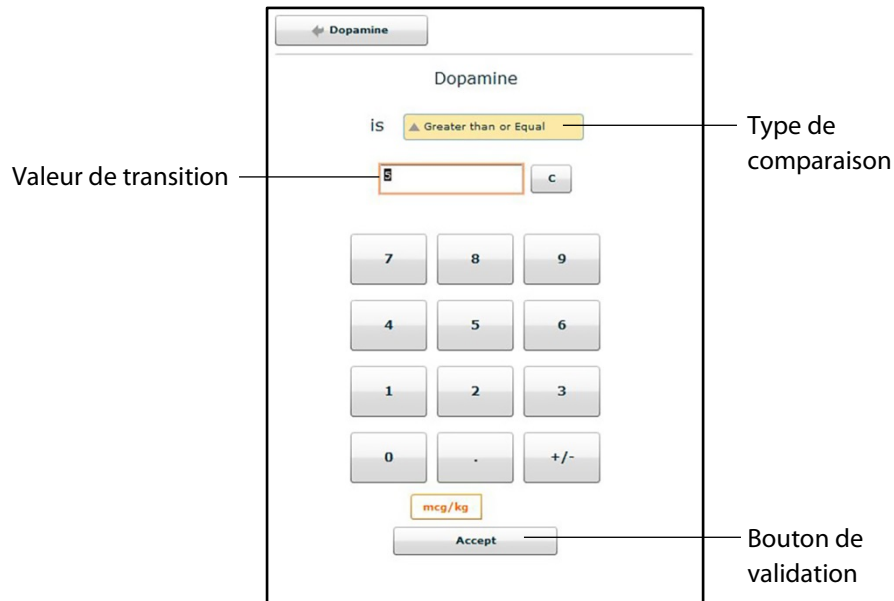 Dopamine
Dopamine
is Greater than or Equal
Type de
comparaison
Valeur de transition
5 C
7 8 9
4 5 6
1 2 3
0 . +/-
mcg/kg
Accept
Bouton de
validation